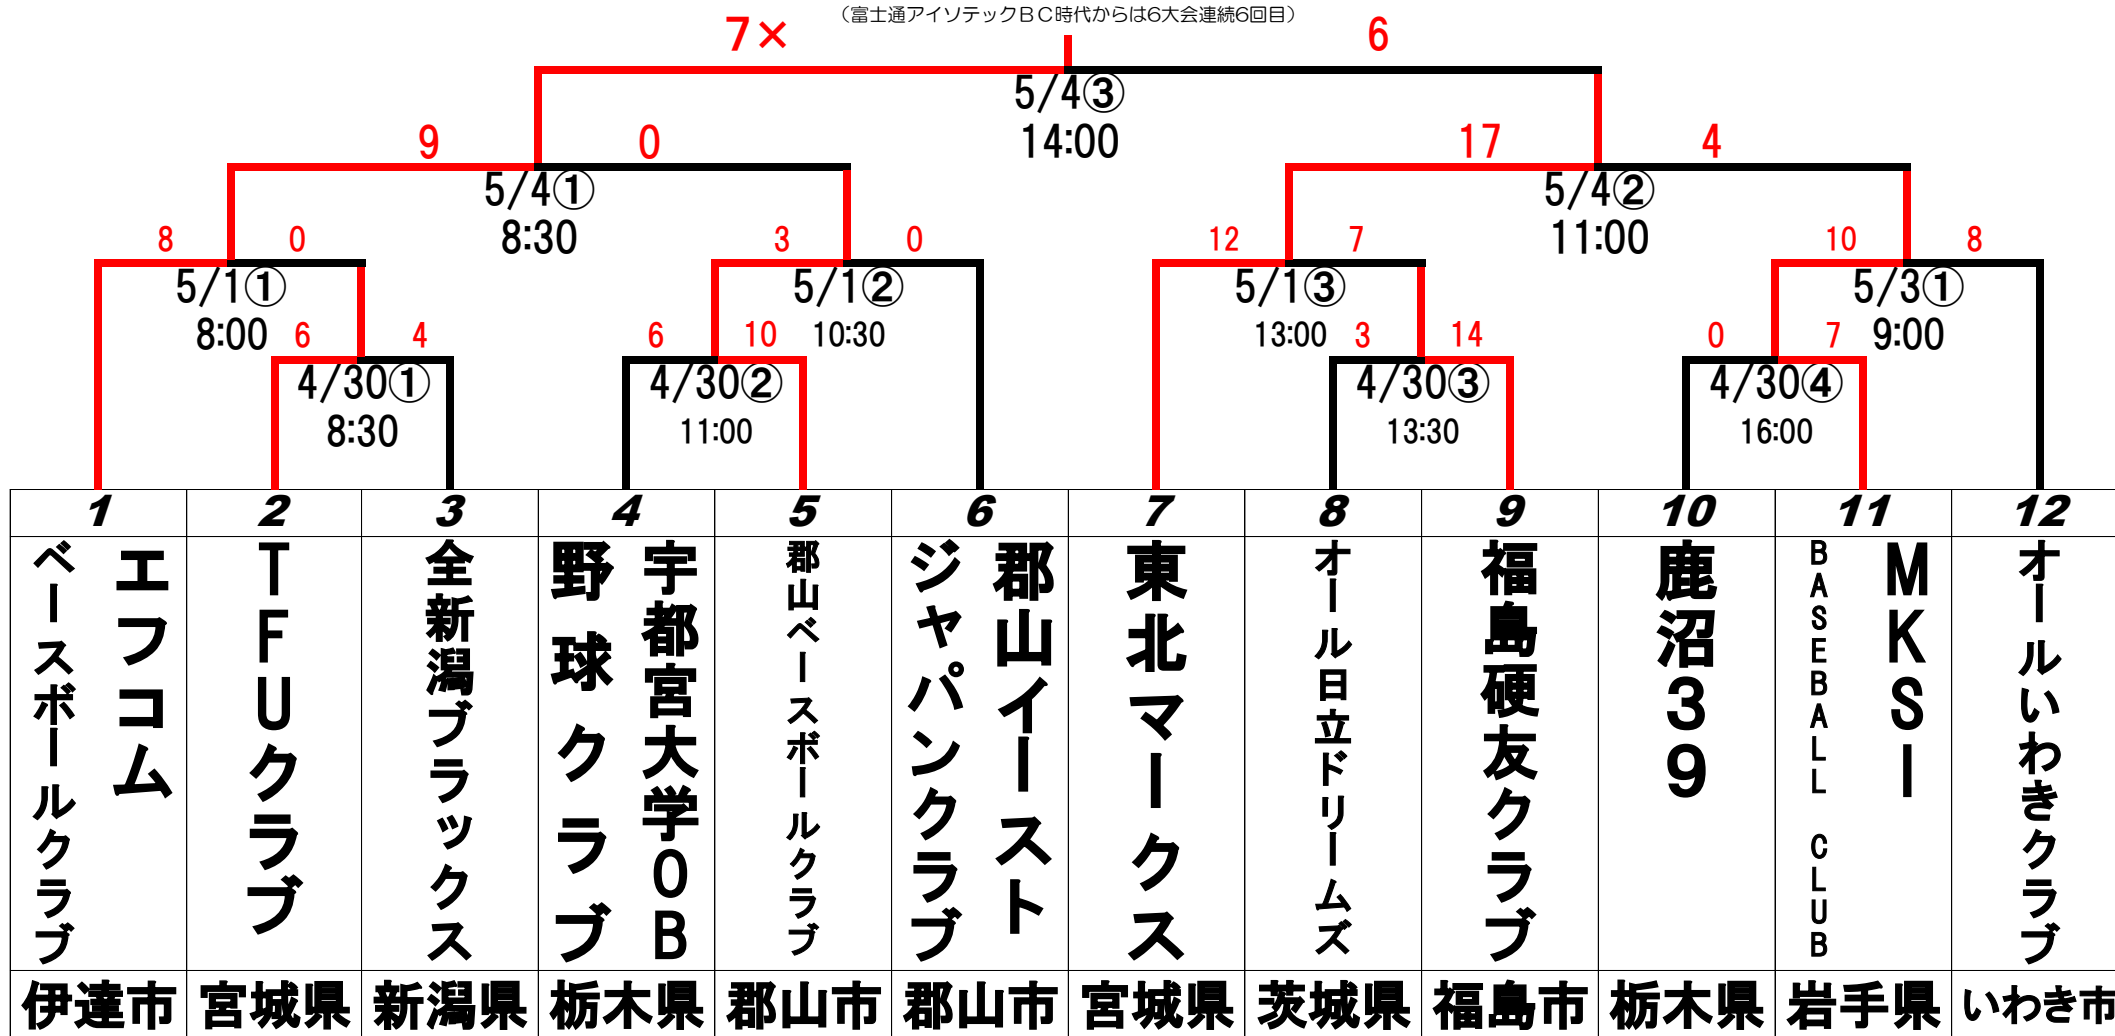 （富士通アイソテックＢＣ時代からは6大会連続6回目）
7× 6
5/4③
14:00
9 0 17 4
5/4① 5/4②
8:30 11:00
8 0 3 0 12 7 10 8
5/1① 5/1② 5/1③ 5/3①
8:00 10:30 13:00 9:00
6 4 6 10 3 14 0 7
4/30① 4/30② 4/30③ 4/30④
8:30 11:00 13:30 16:00
1 2 3 4 5 6 7 8 9 10 11 12
エフコム
ベースボールクラブ
ＴＦＵクラブ
全新潟ブラックス
宇都宮大学ＯＢ
野球クラブ
郡山ベースボールクラブ
郡山イースト
ジャパンクラブ
東北マークス
オール日立ドリームズ
福島硬友クラブ
鹿沼３９
ＭＫＳＩ
ＢＡＳＥＢＡＬＬ　ＣＬＵＢ
オールいわきクラブ
伊達市 宮城県 新潟県 栃木県 郡山市 郡山市 宮城県 茨城県 福島市 栃木県 岩手県 いわき市